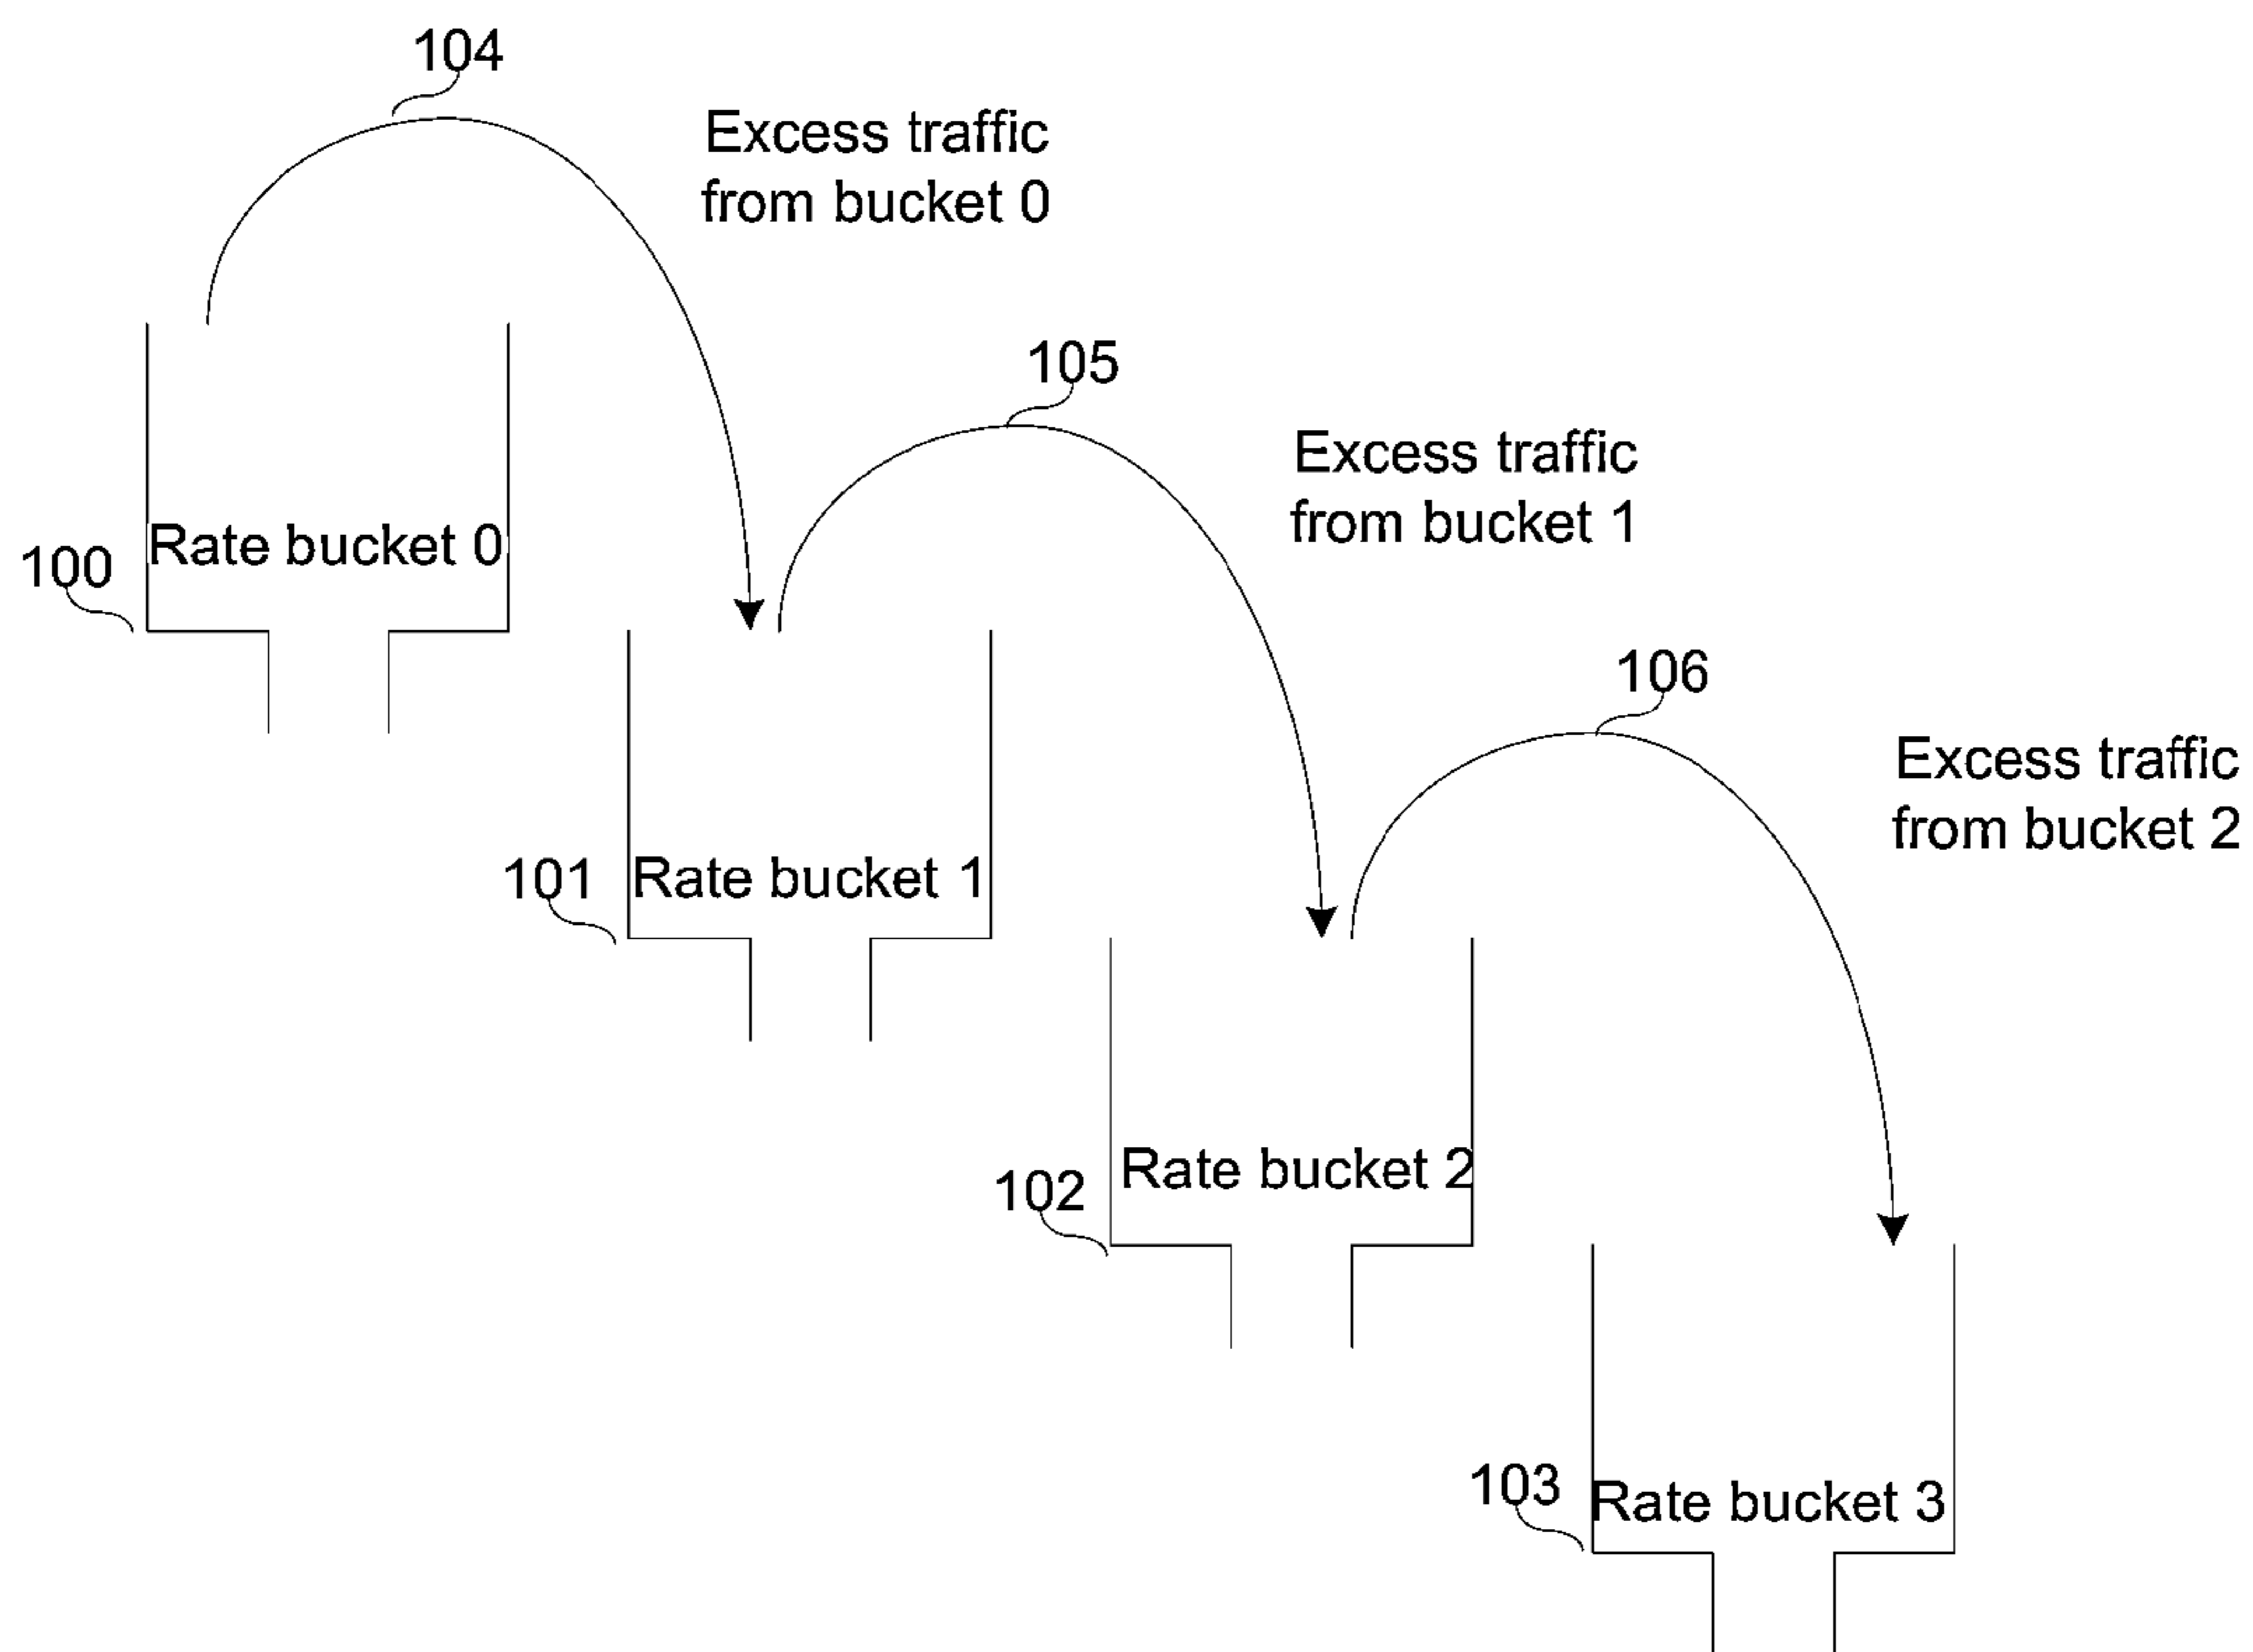 104
Excess traffic
from bucket 0
105
Excess traffic
from bucket 1
Rate bucket 0
100
106
Excess traffic
from bucket 2
101
Rate bucket 1
102
Rate bucket 2
103
Rate bucket 3